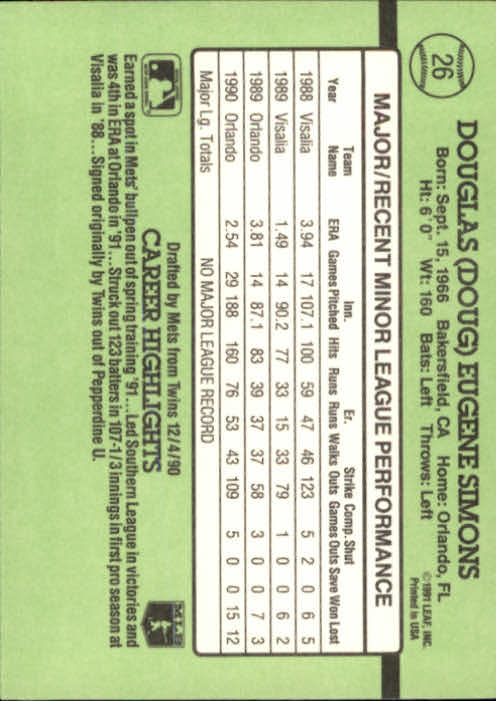 26
DOUGLAS (DOUG) EUGENE SIMONS
Born: Sept. 15, 1966 Bakersfield, CA Home: Orlando, FL
Ht: 6' 0" Wt: 160 Bats: Left Throws: Left
©1991 LEAF, INC.
Printed in USA
MAJOR/RECENT MINOR LEAGUE PERFORMANCE
Team Inn. Er. Strike Comp. Shut
Year Name ERA Games Pitched Hits Runs Runs Walks Outs Games Outs Save Won Lost
1988 Visalia 3.94 17 107.1 100 59 47 46 123 5 2 0 6 5
1989 Visalia 1.49 14 90.2 77 33 15 33 79 1 0 0 6 2
1989 Orlando 3.81 14 87.1 83 39 37 37 58 3 0 0 7 3
1990 Orlando 2.54 29 188 160 76 53 43 109 5 0 0 15 12
Major Lg. Totals NO MAJOR LEAGUE RECORD
Drafted by Mets from Twins 12/4/90
CAREER HIGHLIGHTS
Earned a spot in Mets' bullpen out of spring training '91...Led Southern League in victories and
was 4th in ERA at Orlando in '91...Struck out 123 batters in 107-1/3 innings in first pro season at
Visalia in '88...Signed originally by Twins out of Pepperdine U.